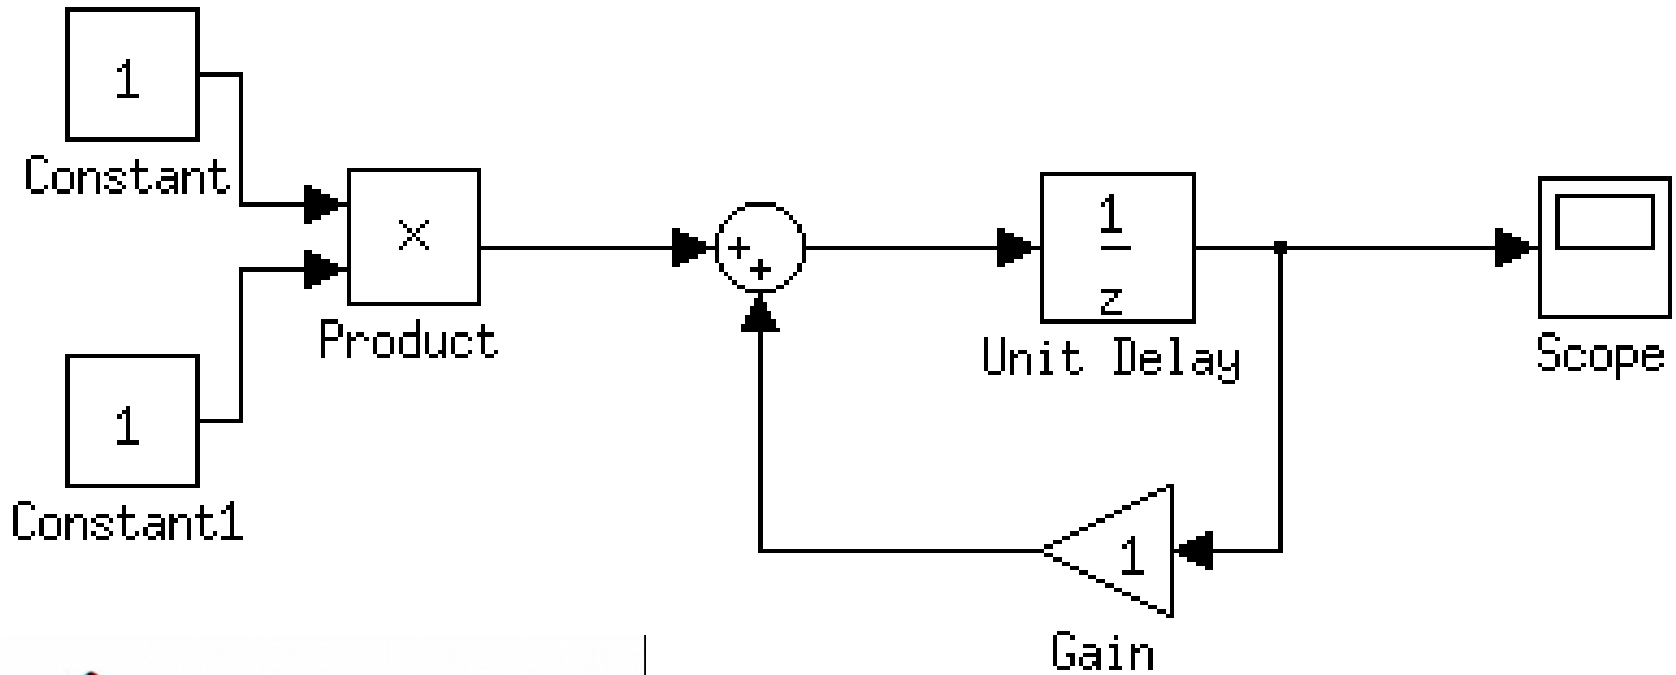 1
Constant
×
Product
1
Constant1
+
+
1
z
Unit Delay
Scope
1
Gain